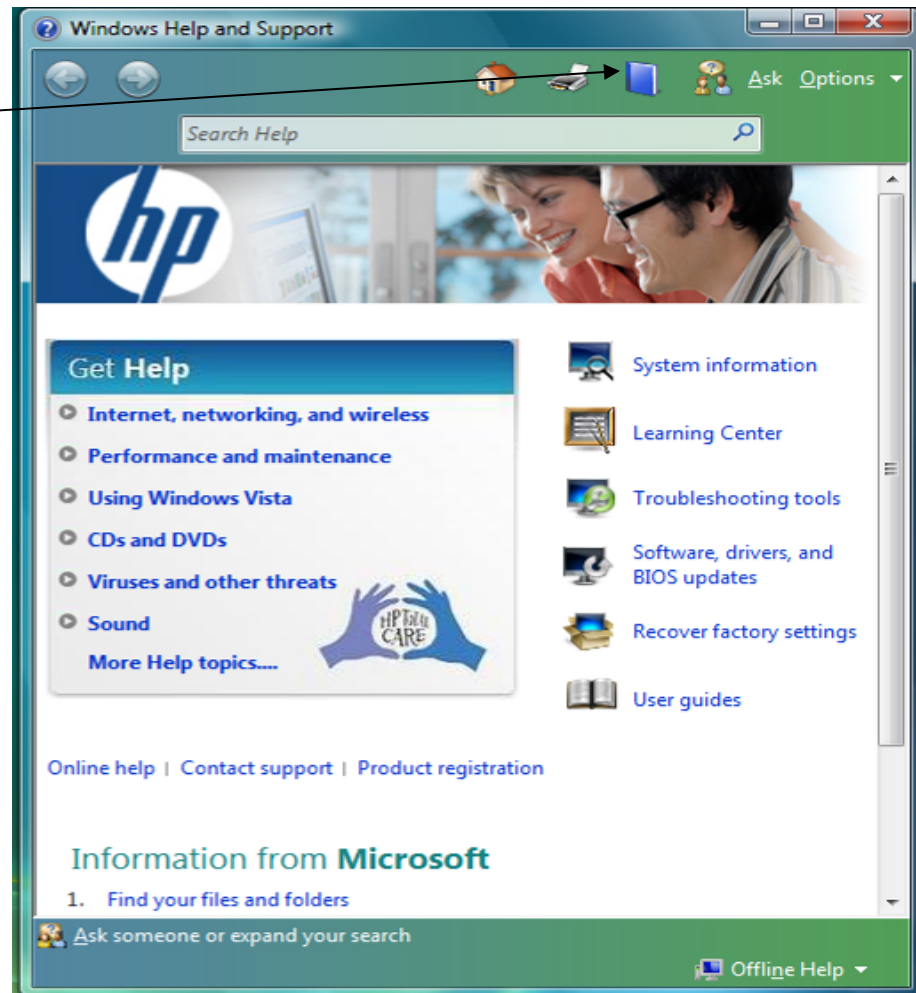 Windows Help and Support
Ask Options
Search Help
hp
Get Help
Internet, networking, and wireless
Performance and maintenance
Using Windows Vista
CDs and DVDs
Viruses and other threats
Sound
More Help topics....
HP Total
CARE
System information
Learning Center
Troubleshooting tools
Software, drivers, and
BIOS updates
Recover factory settings
User guides
Online help | Contact support | Product registration
Information from Microsoft
1. Find your files and folders
Ask someone or expand your search
Offline Help